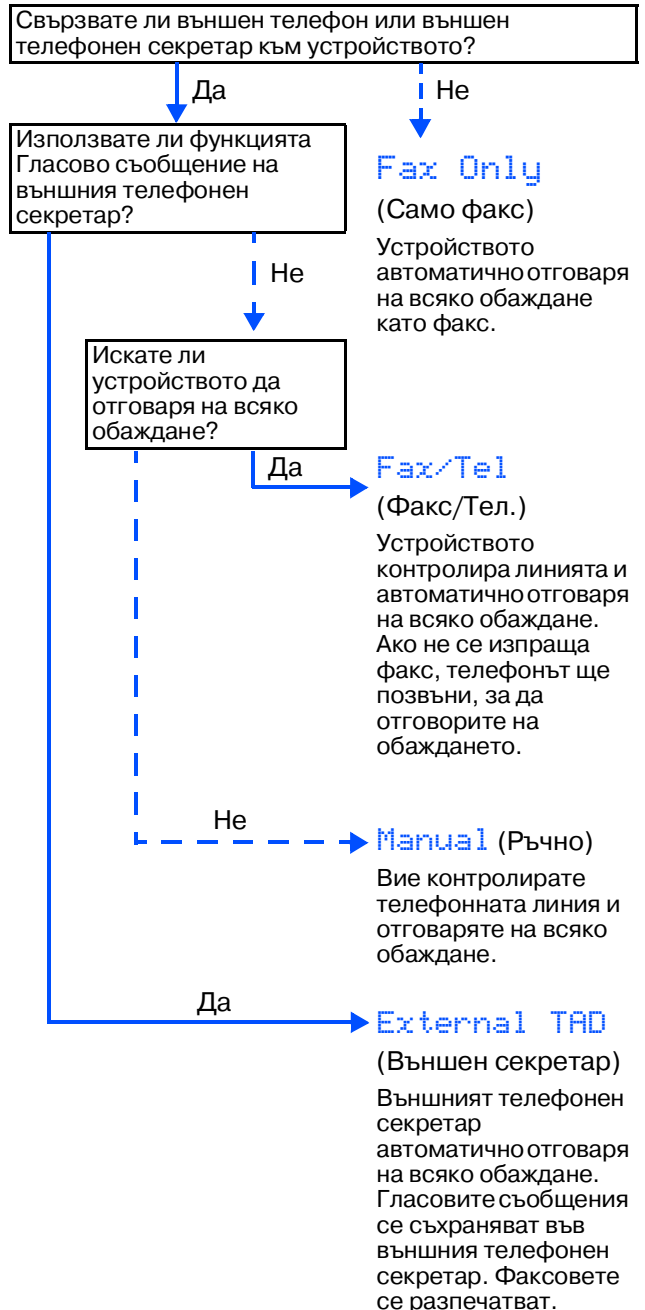 Свързвате ли външен телефон или външен
телефонен секретар към устройството?
Да
Не
Използвате ли функцията
Гласово съобщение на
външния телефонен
секретар?
Fax Only
(Само факс)
Устройството
автоматично отговаря
на всяко обаждане
като факс.
Не
Искате ли
устройството да
отговаря на всяко
обаждане?
Да
Fax/Tel
(Факс/Тел.)
Устройството
контролира линията и
автоматично отговаря
на всяко обаждане.
Ако не се изпраща
факс, телефонът ще
позвъни, за да
отговорите на
обаждането.
Не
Manual (Ръчно)
Вие контролирате
телефонната линия и
отговаряте на всяко
обаждане.
Да
External TAD
(Външен секретар)
Външният телефонен
секретар
автоматично отговаря
на всяко обаждане.
Гласовите съобщения
се съхраняват във
външния телефонен
секретар. Факсовете
се разпечатват.